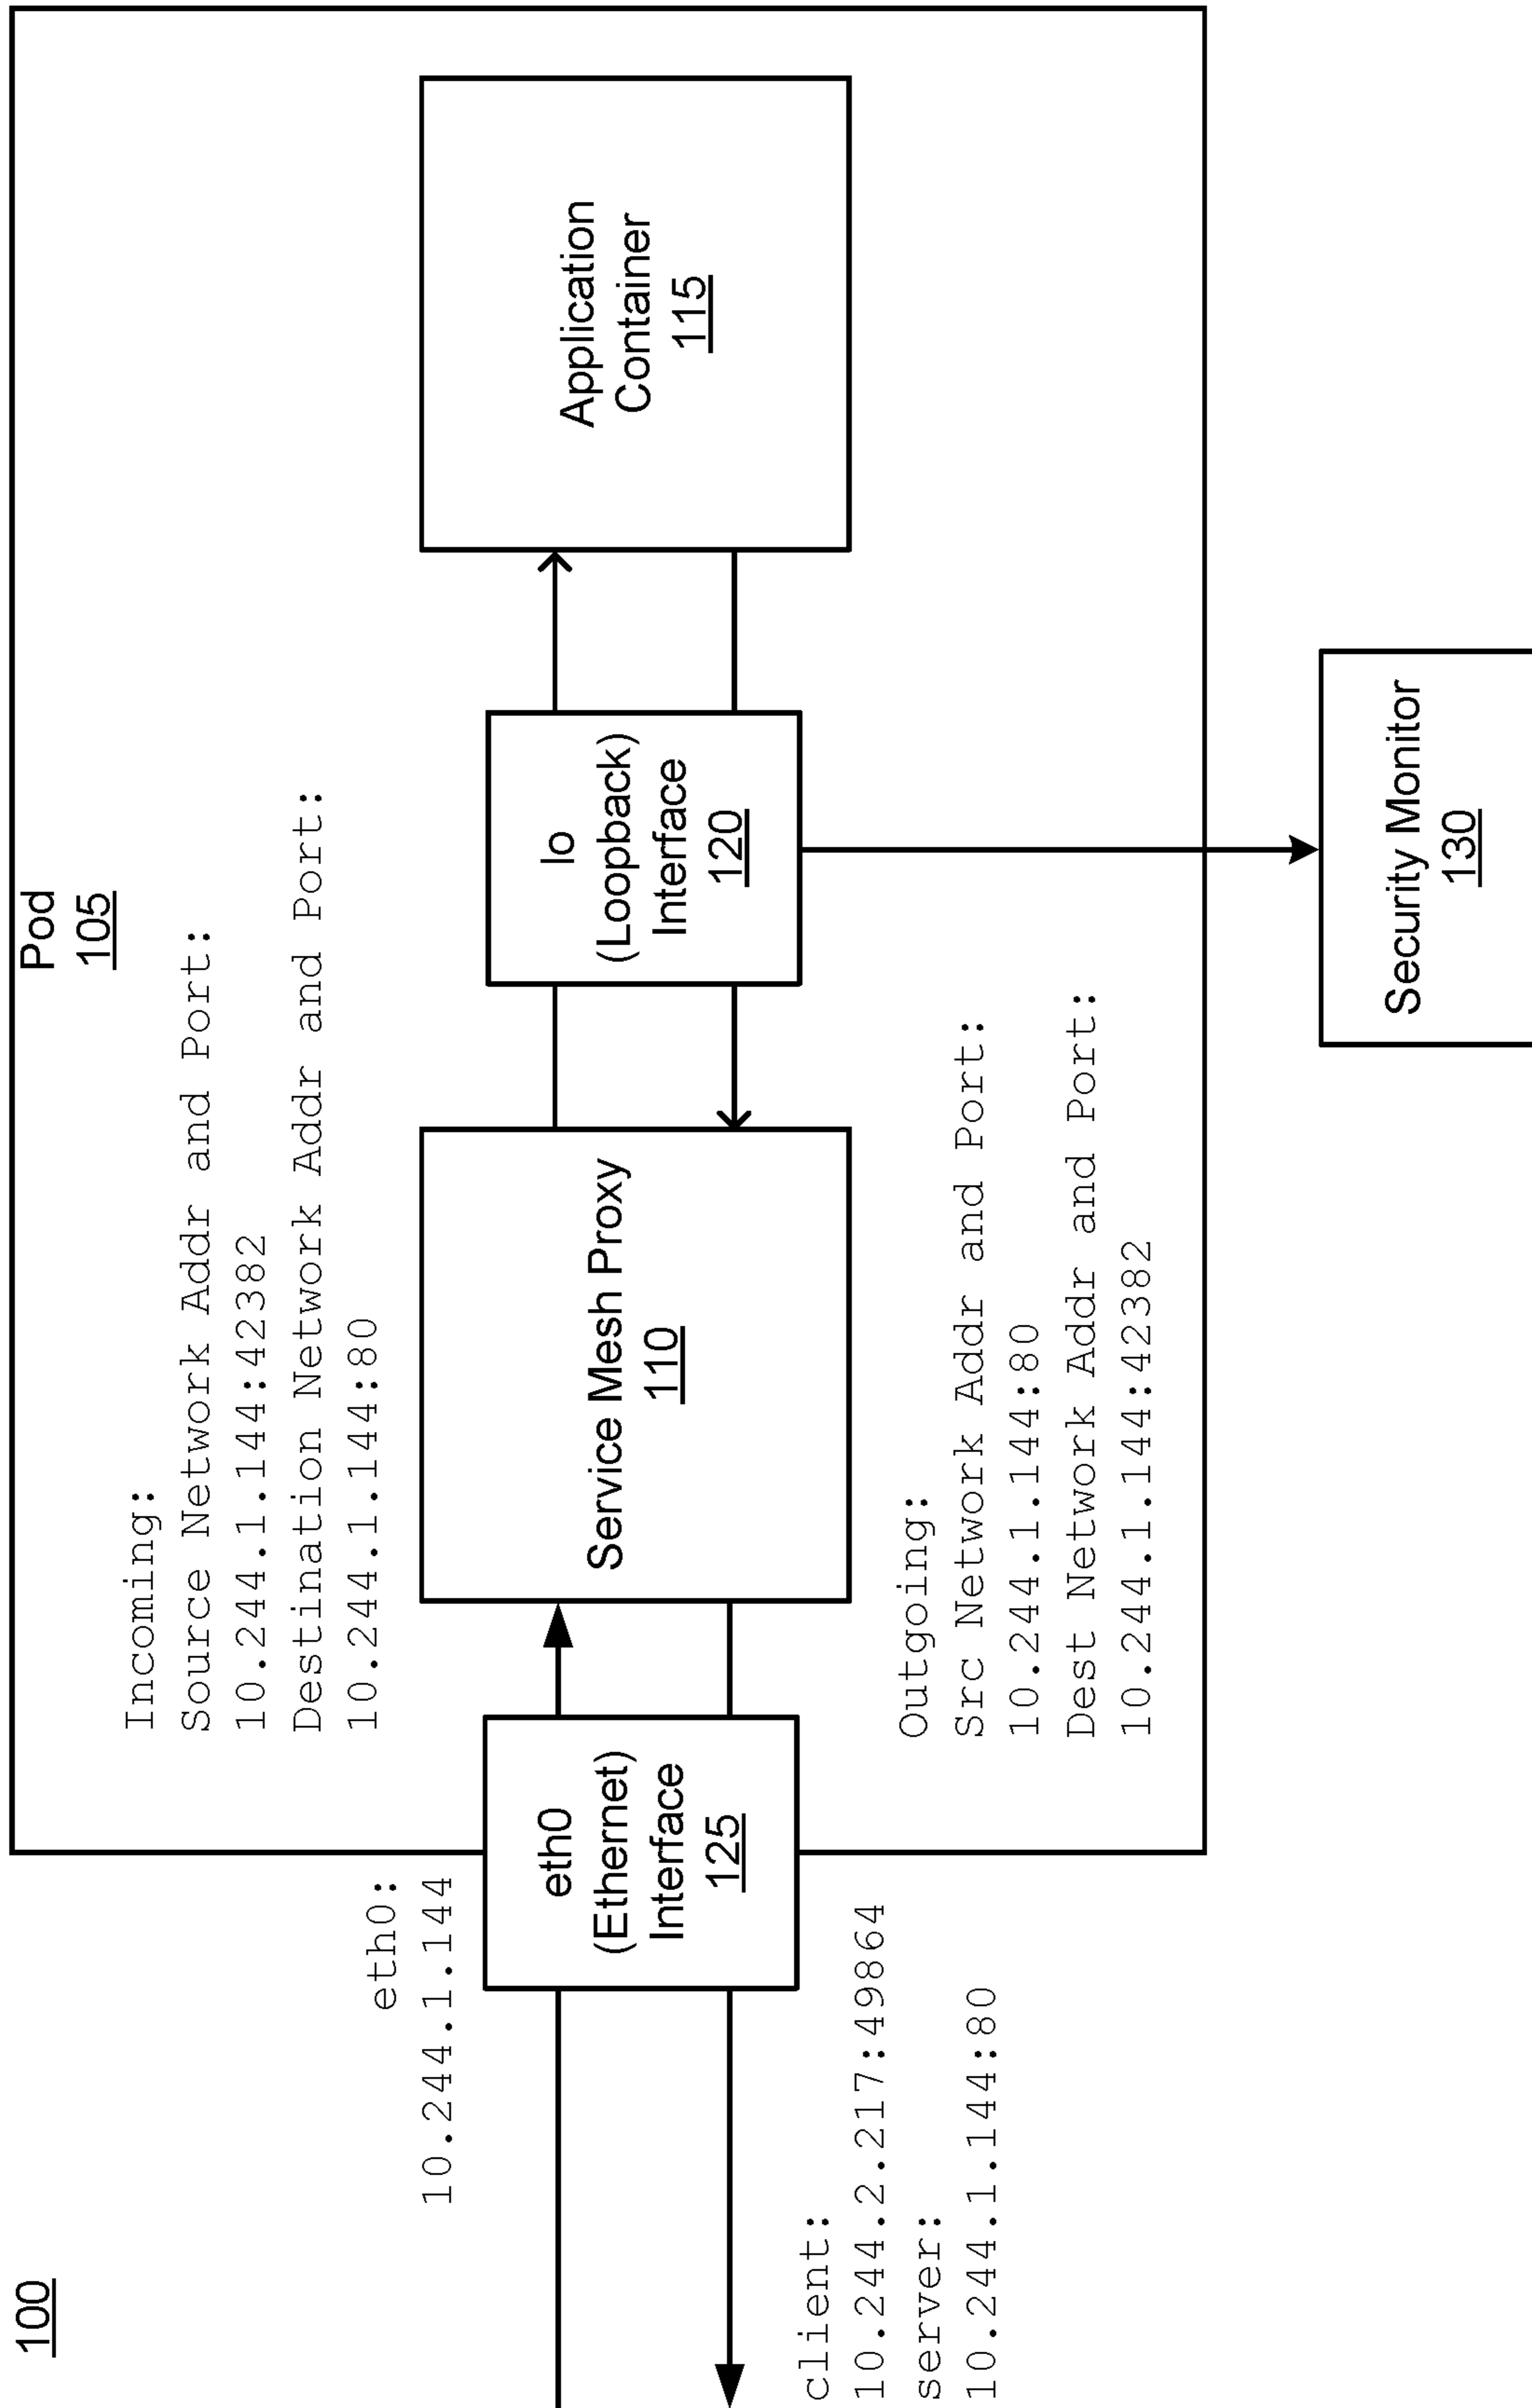 100
Pod
105
Incoming:
Source Network Addr and Port:
10.244.1.144:42382
Destination Network Addr and Port:
10.244.1.144:80
eth0:
10.244.1.144
eth0
(Ethernet)
Interface
125
Service Mesh Proxy
110
lo
(Loopback)
Interface
120
Application
Container
115
client:
10.244.2.217:49864
server:
10.244.1.144:80
Outgoing:
Src Network Addr and Port:
10.244.1.144:80
Dest Network Addr and Port:
10.244.1.144:42382
Security Monitor
130